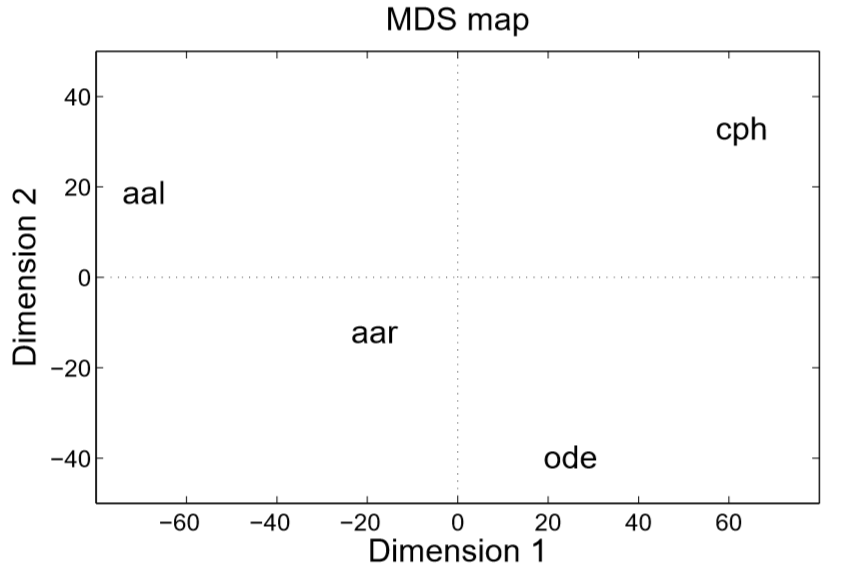 MDS map
Dimension 2
40
20
0
−20
−40
cph
aal
aar
ode
−60 −40 −20 0 20 40 60
Dimension 1